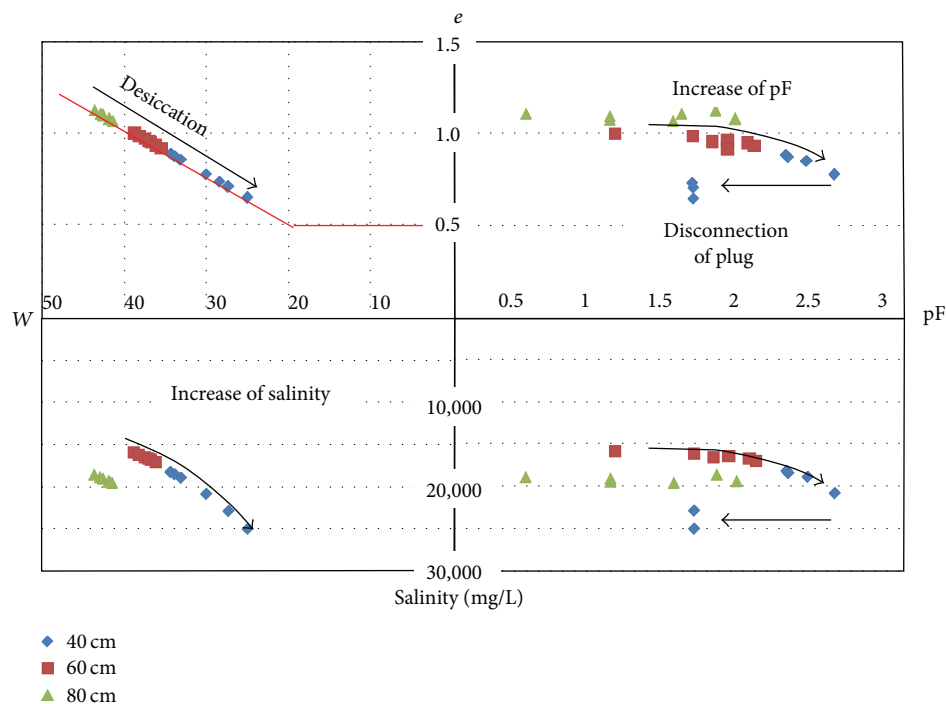 e
1.5
Desiccation
Increase of pF
1.0
0.5
Disconnection
of plug
50 40 30 20 10
0.5 1 1.5 2 2.5 3
W
pF
Increase of salinity
10,000
20,000
30,000
Salinity (mg/L)
40 cm
60 cm
80 cm